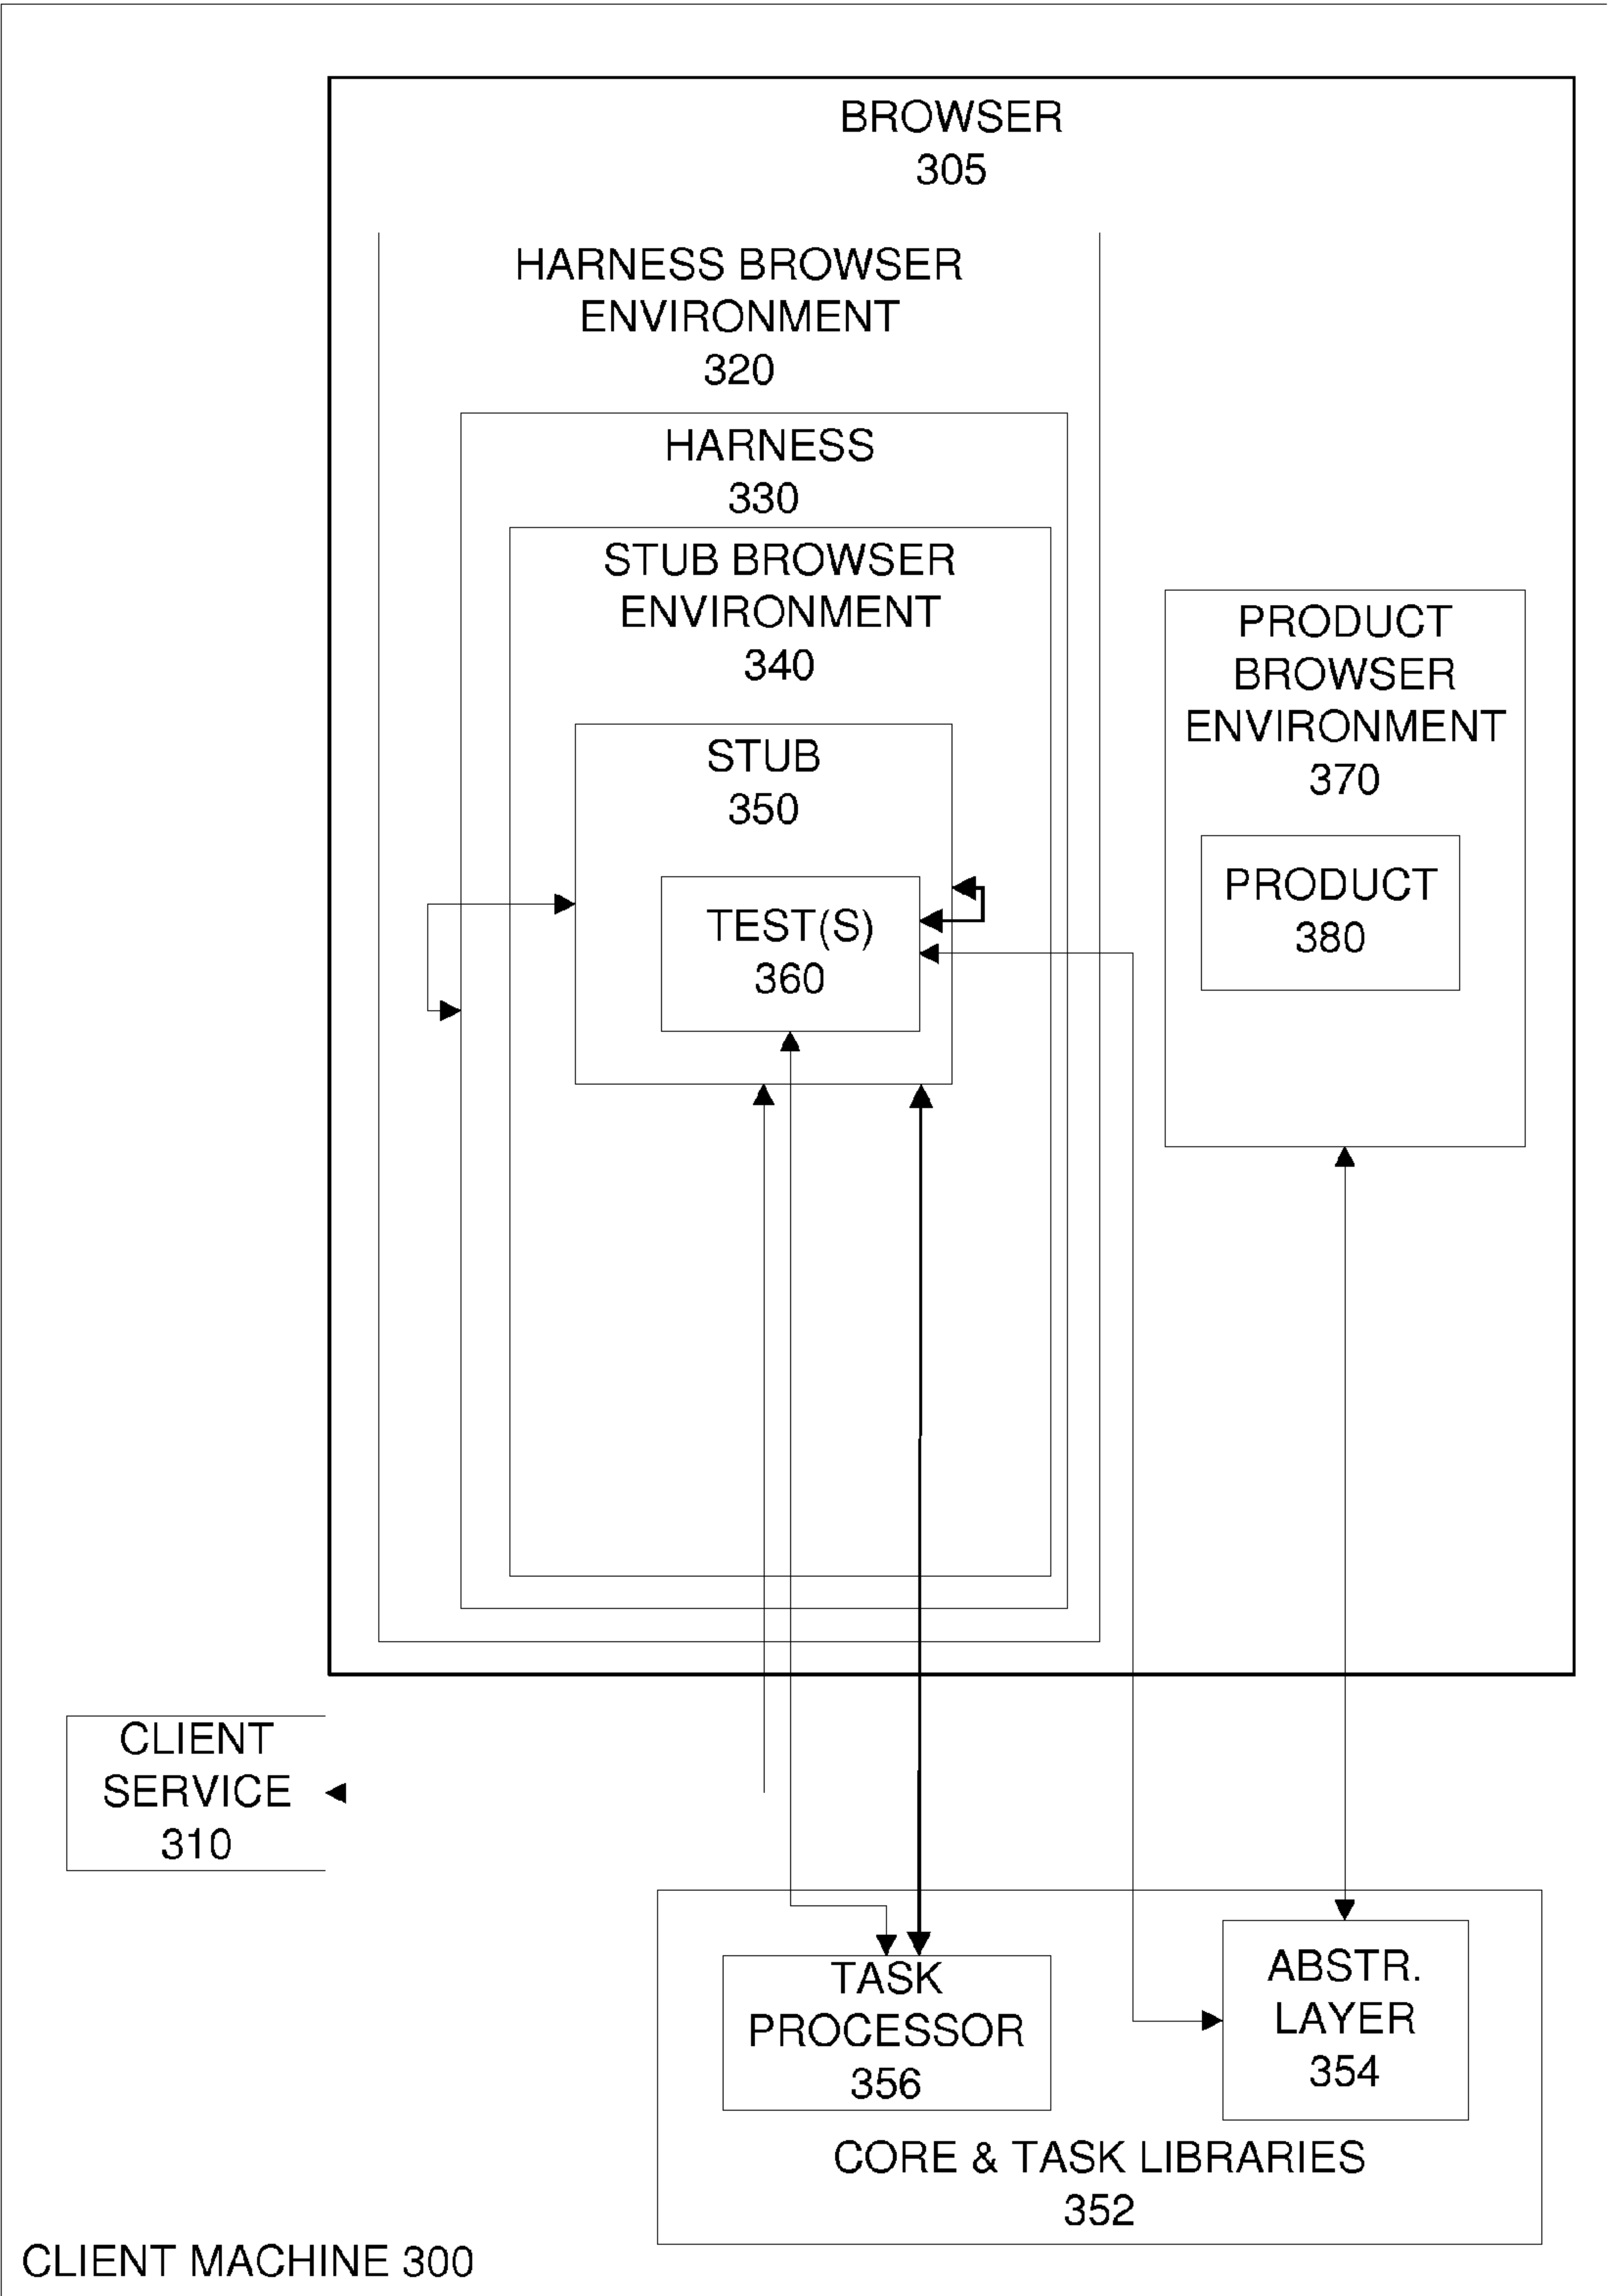 BROWSER
305
HARNESS BROWSER
ENVIRONMENT
320
HARNESS
330
STUB BROWSER
ENVIRONMENT
340
STUB
350
TEST(S)
360
PRODUCT
BROWSER
ENVIRONMENT
370
PRODUCT
380
CLIENT
SERVICE
310
TASK
PROCESSOR
356
ABSTR.
LAYER
354
CORE & TASK LIBRARIES
352
CLIENT MACHINE 300